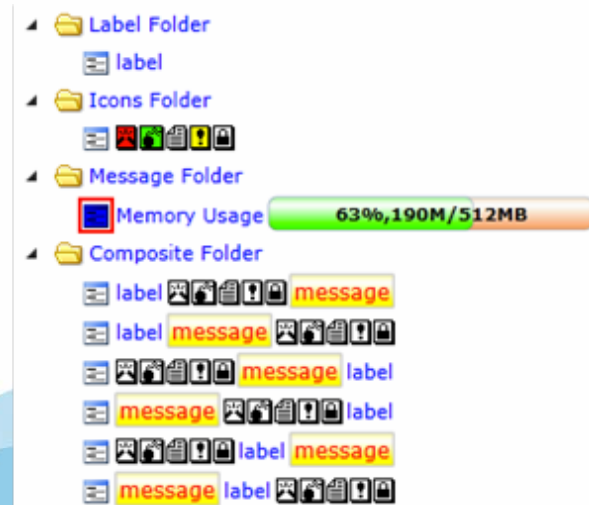 Label Folder
label
Icons Folder
Message Folder
Memory Usage 63%,190M/512MB
Composite Folder
label message
label message
message label
message label
label message
message label